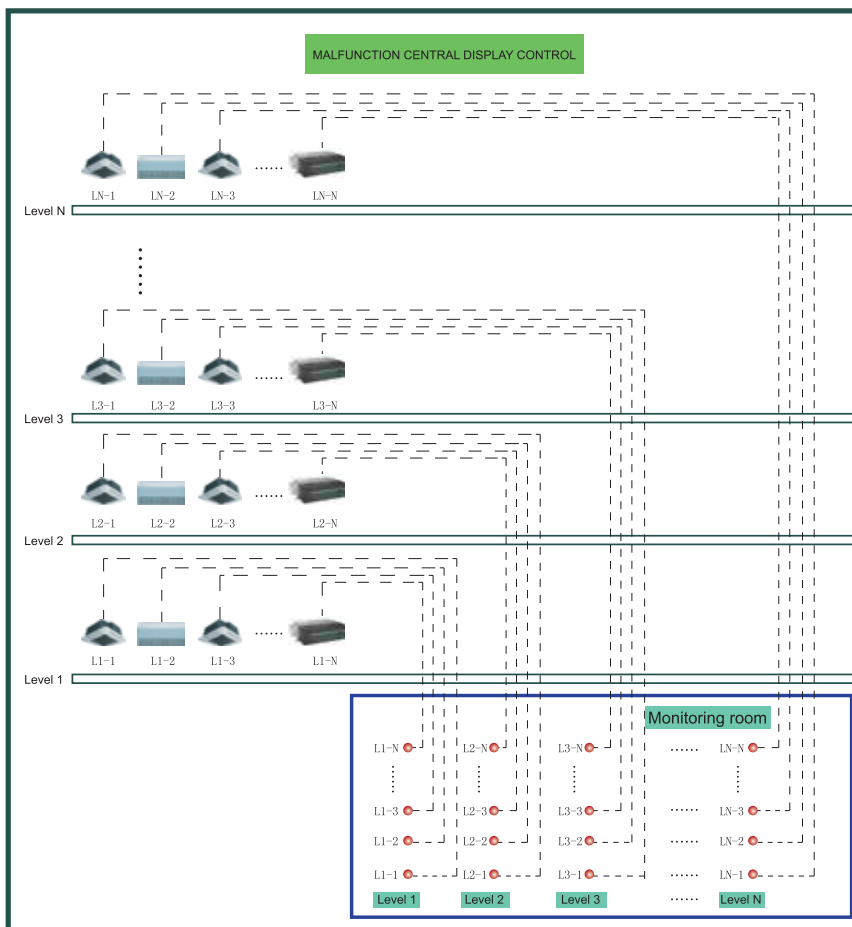 MALFUNCTION CENTRAL DISPLAY CONTROL
LN-1 LN-2 LN-3 ...... LN-N
Level N
......
L3-1 L3-2 L3-3 ...... L3-N
Level 3
L2-1 L2-2 L2-3 ...... L2-N
Level 2
L1-1 L1-2 L1-3 ...... L1-N
Level 1
Monitoring room
L1-N L2-N L3-N ...... LN-N
...... ...... ...... ......
L1-3 L2-3 L3-3 ...... LN-3
L1-2 L2-2 L3-2 ...... LN-2
L1-1 L2-1 L3-1 ...... LN-1
Level 1 Level 2 Level 3 ...... Level N